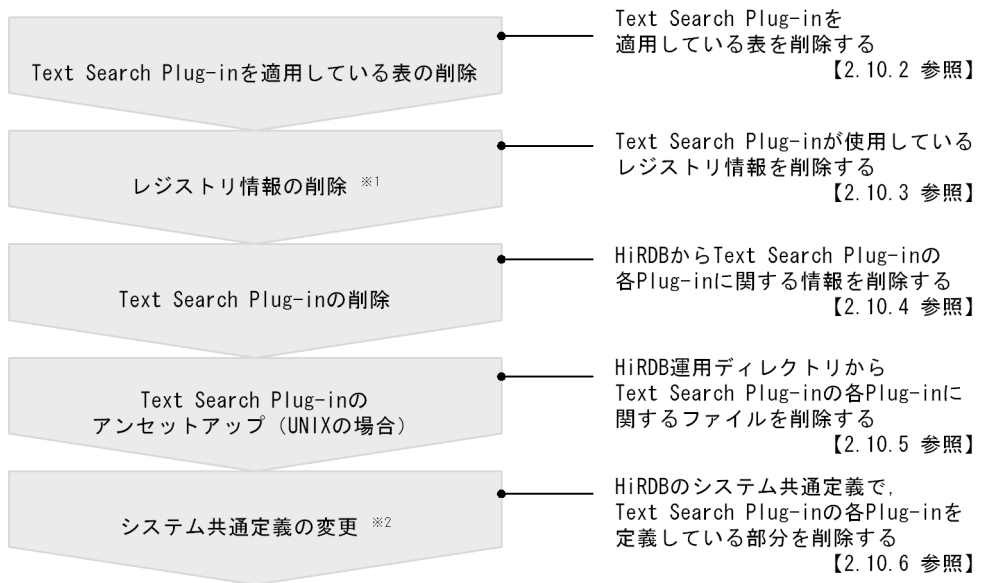 Text Search Plug-inを適用している表の削除
Text Search Plug-inを
適用している表を削除する
【2.10.2 参照】
レジストリ情報の削除 ※1
Text Search Plug-inが使用している
レジストリ情報を削除する
【2.10.3 参照】
Text Search Plug-inの削除
HiRDBからText Search Plug-inの
各Plug-inに関する情報を削除する
【2.10.4 参照】
Text Search Plug-inの
アンセットアップ（UNIXの場合）
HiRDB運用ディレクトリから
Text Search Plug-inの各Plug-inに
関するファイルを削除する
【2.10.5 参照】
システム共通定義の変更 ※2
HiRDBのシステム共通定義で,
Text Search Plug-inの各Plug-inを
定義している部分を削除する
【2.10.6 参照】